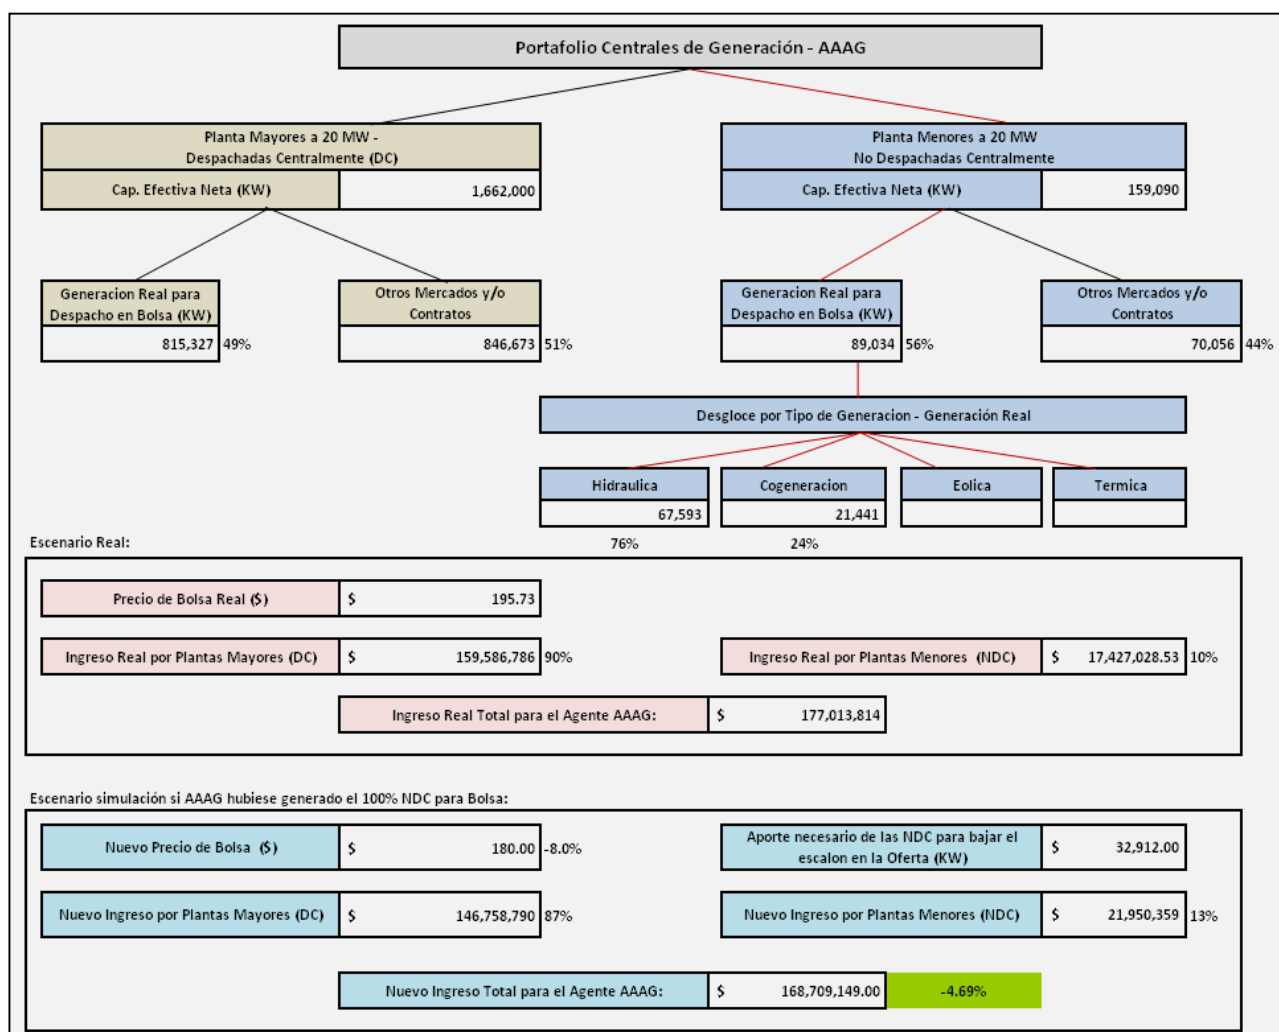 Portafolio Centrales de Generación - AAAG
Planta Mayores a 20 MW -
Despachadas Centralmente (DC)
Cap. Efectiva Neta (KW)
1,662,000
Planta Menores a 20 MW
No Despachadas Centralmente
Cap. Efectiva Neta (KW)
159,090
Generacion Real para
Despacho en Bolsa (KW)
815,327 49%
Otros Mercados y/o
Contratos
846,673 51%
Generacion Real para
Despacho en Bolsa (KW)
89,034 56%
Otros Mercados y/o
Contratos
70,056 44%
Desgloce por Tipo de Generacion - Generación Real
Hidraulica
67,593
76%
Cogeneracion
21,441
24%
Eolica
Termica
Escenario Real:
Precio de Bolsa Real ($)
$ 195.73
Ingreso Real por Plantas Mayores (DC)
$ 159,586,786 90%
Ingreso Real por Plantas Menores (NDC)
$ 17,427,028.53 10%
Ingreso Real Total para el Agente AAAG:
$ 177,013,814
Escenario simulación si AAAG hubiese generado el 100% NDC para Bolsa:
Nuevo Precio de Bolsa ($)
$ 180.00 -8.0%
Aporte necesario de las NDC para bajar el
escalon en la Oferta (KW)
$ 32,912.00
Nuevo Ingreso por Plantas Mayores (DC)
$ 146,758,790 87%
Nuevo Ingreso por Plantas Menores (NDC)
$ 21,950,359 13%
Nuevo Ingreso Total para el Agente AAAG:
$ 168,709,149.00
-4.69%